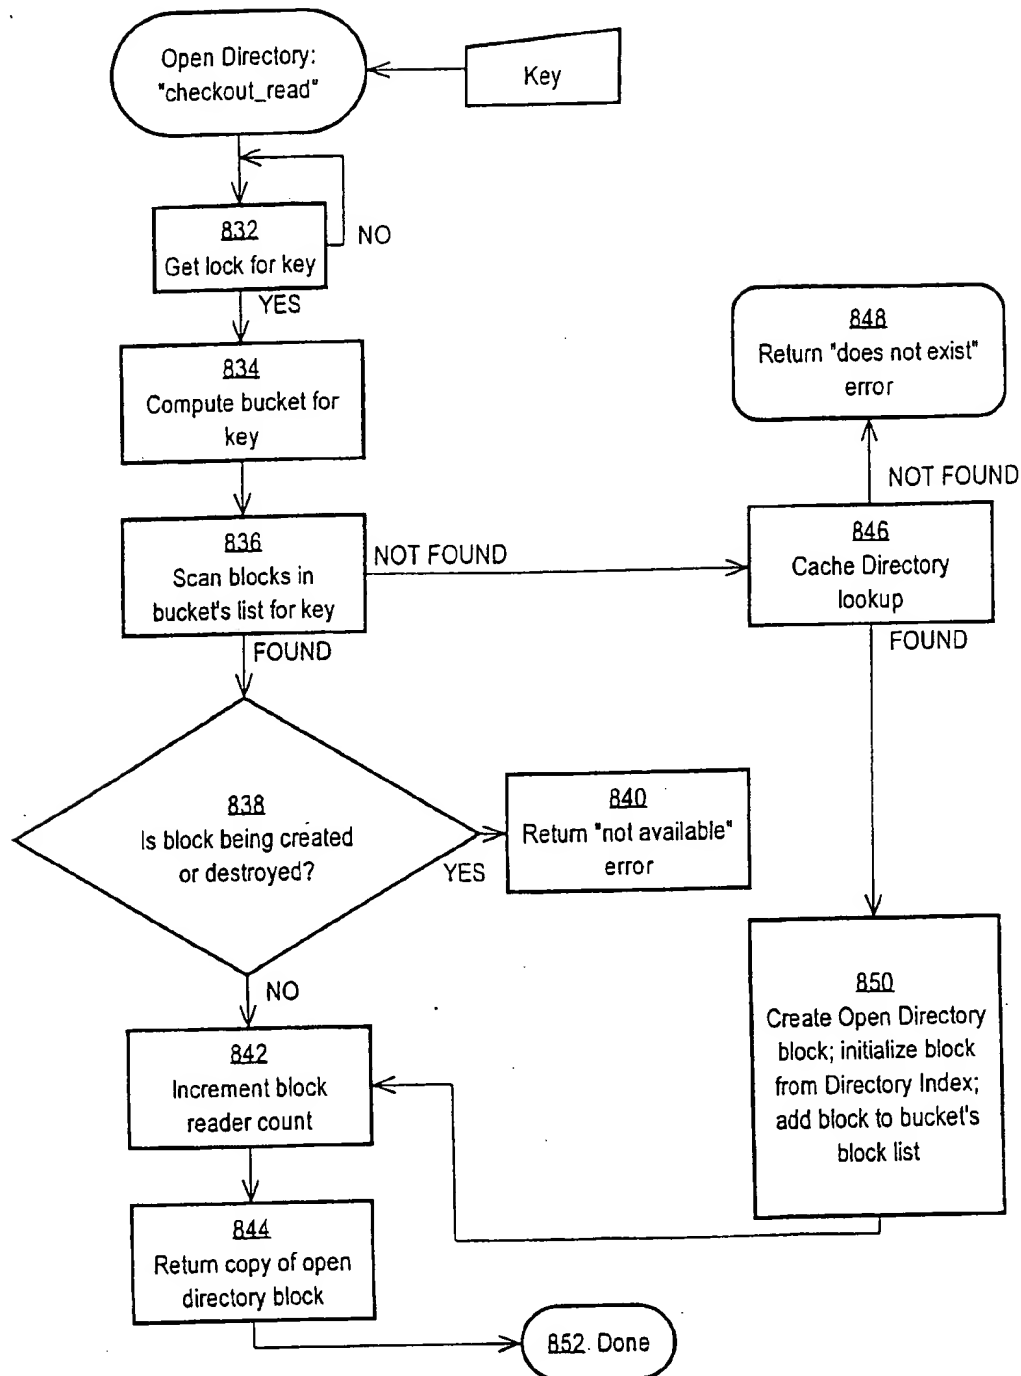 Open Directory:
"checkout_read"
Key
832
Get lock for key
NO
YES
834
Compute bucket for
key
836
Scan blocks in
bucket's list for key
NOT FOUND
FOUND
838
Is block being created
or destroyed?
YES
NO
840
Return "not available"
error
842
Increment block
reader count
844
Return copy of open
directory block
846
Cache Directory
lookup
NOT FOUND
FOUND
848
Return "does not exist"
error
850
Create Open Directory
block; initialize block
from Directory Index;
add block to bucket's
block list
852. Done